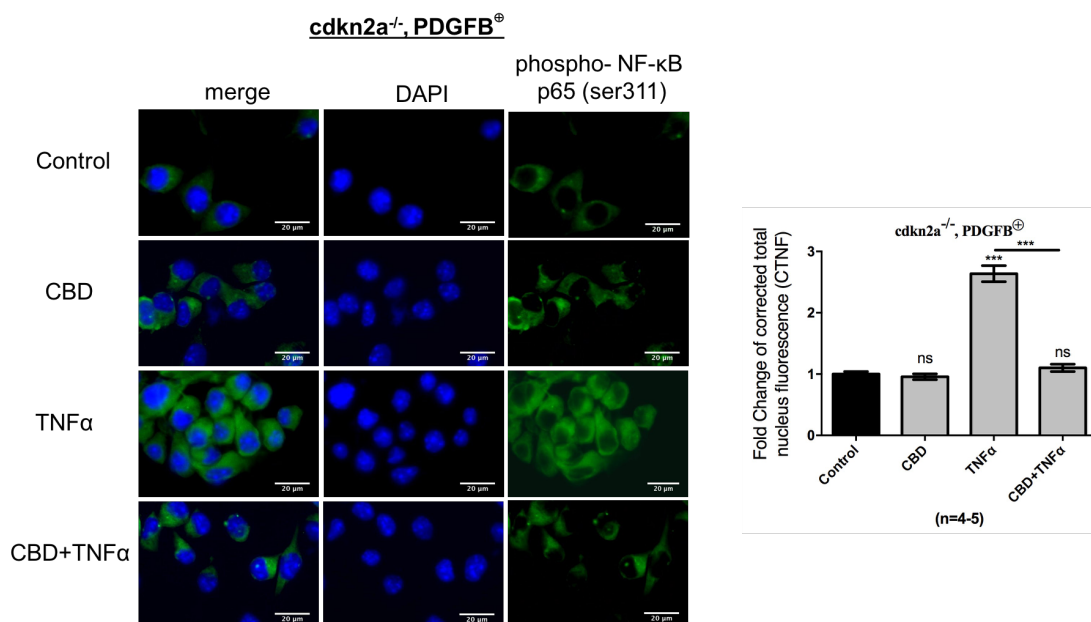 cdkn2a-/-, PDGFB⊕
merge
DAPI
phospho- NF-κB
p65 (ser311)
Control
20 µm
20 µm
20 µm
CBD
20 µm
20 µm
20 µm
TNFα
20 µm
20 µm
20 µm
CBD+TNFα
20 µm
20 µm
20 µm
cdkn2a-/-, PDGFB⊕
Fold Change of corrected total
nucleus fluorescence (CTNF)
3
2
1
0
ns
***
***
ns
Control
CBD
TNFα
CBD+TNFα
(n=4-5)